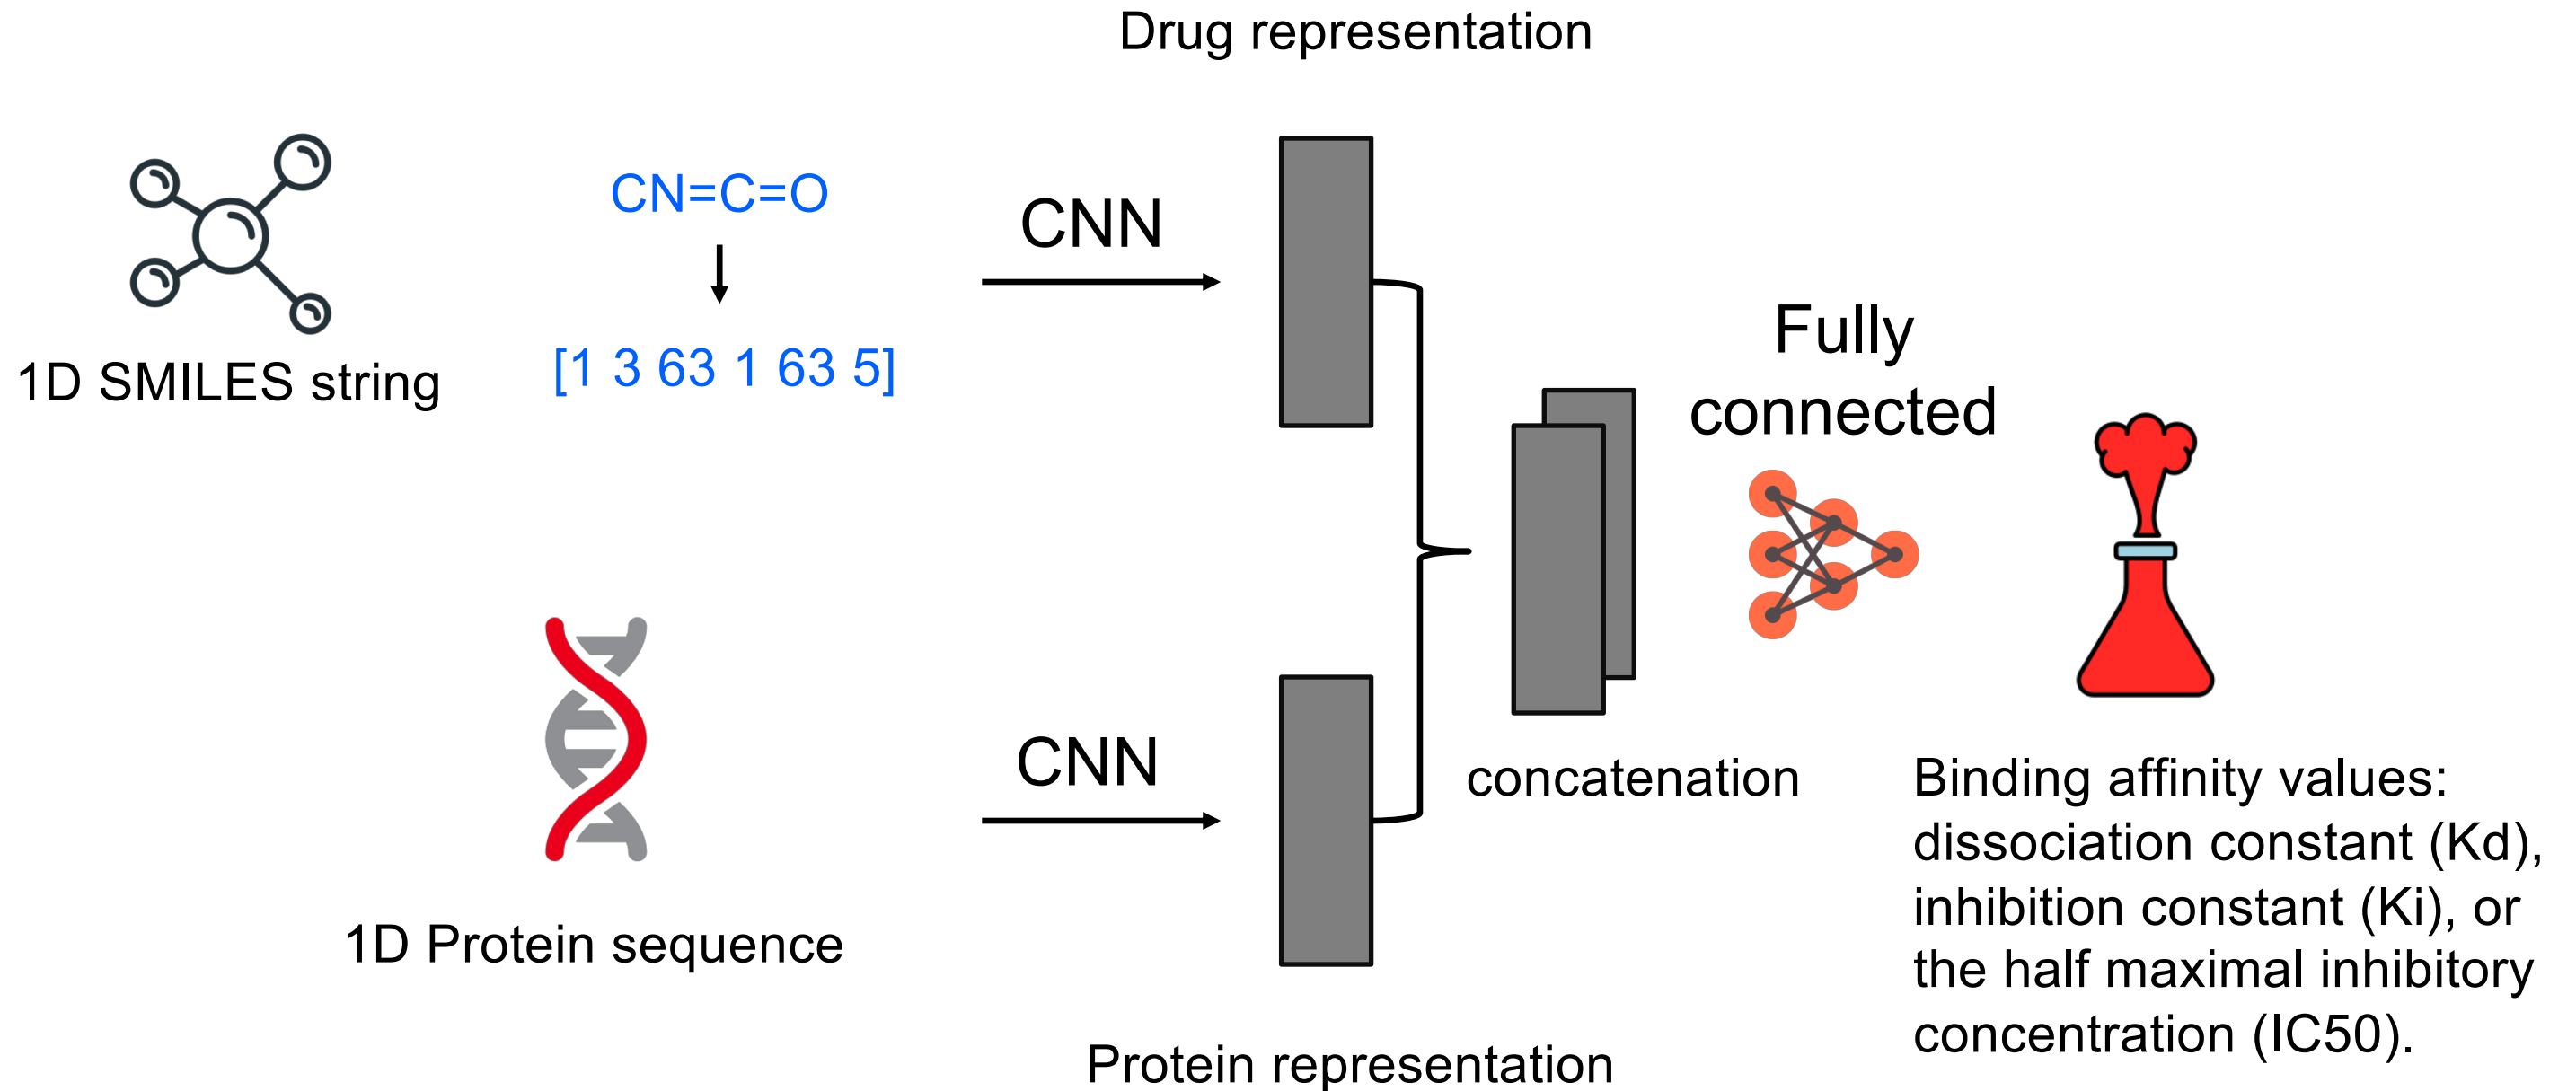 Drug representation
CN=C=O
CNN
[1 3 63 1 63 5]
1D SMILES string
Fully
connected
CNN
concatenation
1D Protein sequence
Binding affinity values:
dissociation constant (Kd),
inhibition constant (Ki), or
the half maximal inhibitory
concentration (IC50).
Protein representation